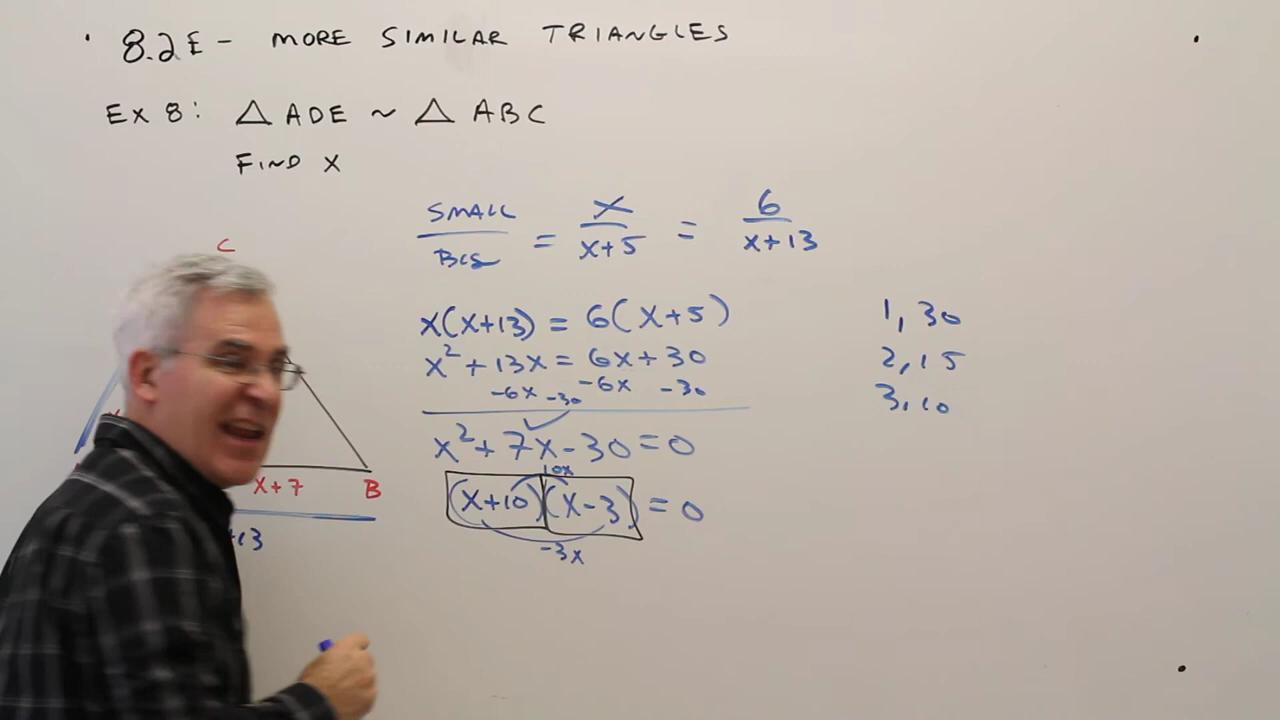 8.2E - MORE SIMILAR TRIANGLES
EX 8: △ ADE ~ △ ABC
FIND X
SMALL/BIG = X/X+5 = 6/X+13
C
X(X+13) = 6(X+5)
1, 30
X² + 13X = 6X + 30
2, 15
-6X -30 -6X -30
3, 10
X² + 7X - 30 = 0
10X
(X+10)(X-3) = 0
X+7 B
-3X